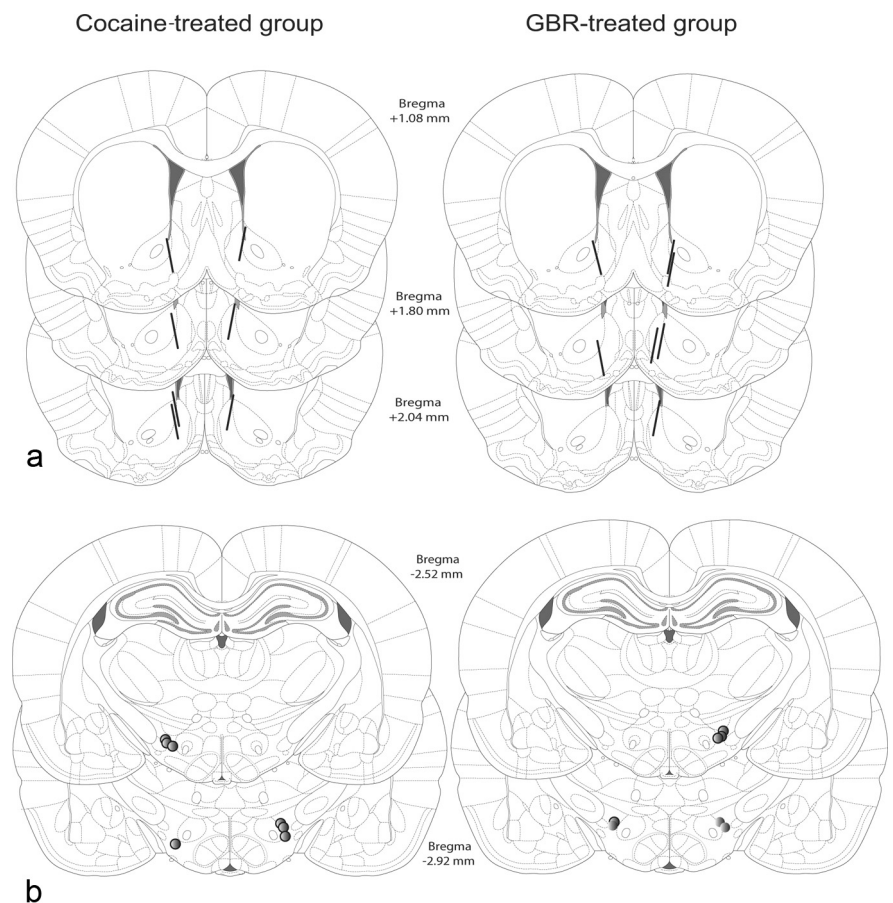 Cocaine-treated group
GBR-treated group
Bregma
+1.08 mm
Bregma
+1.80 mm
Bregma
+2.04 mm
a
Bregma
-2.52 mm
Bregma
-2.92 mm
b